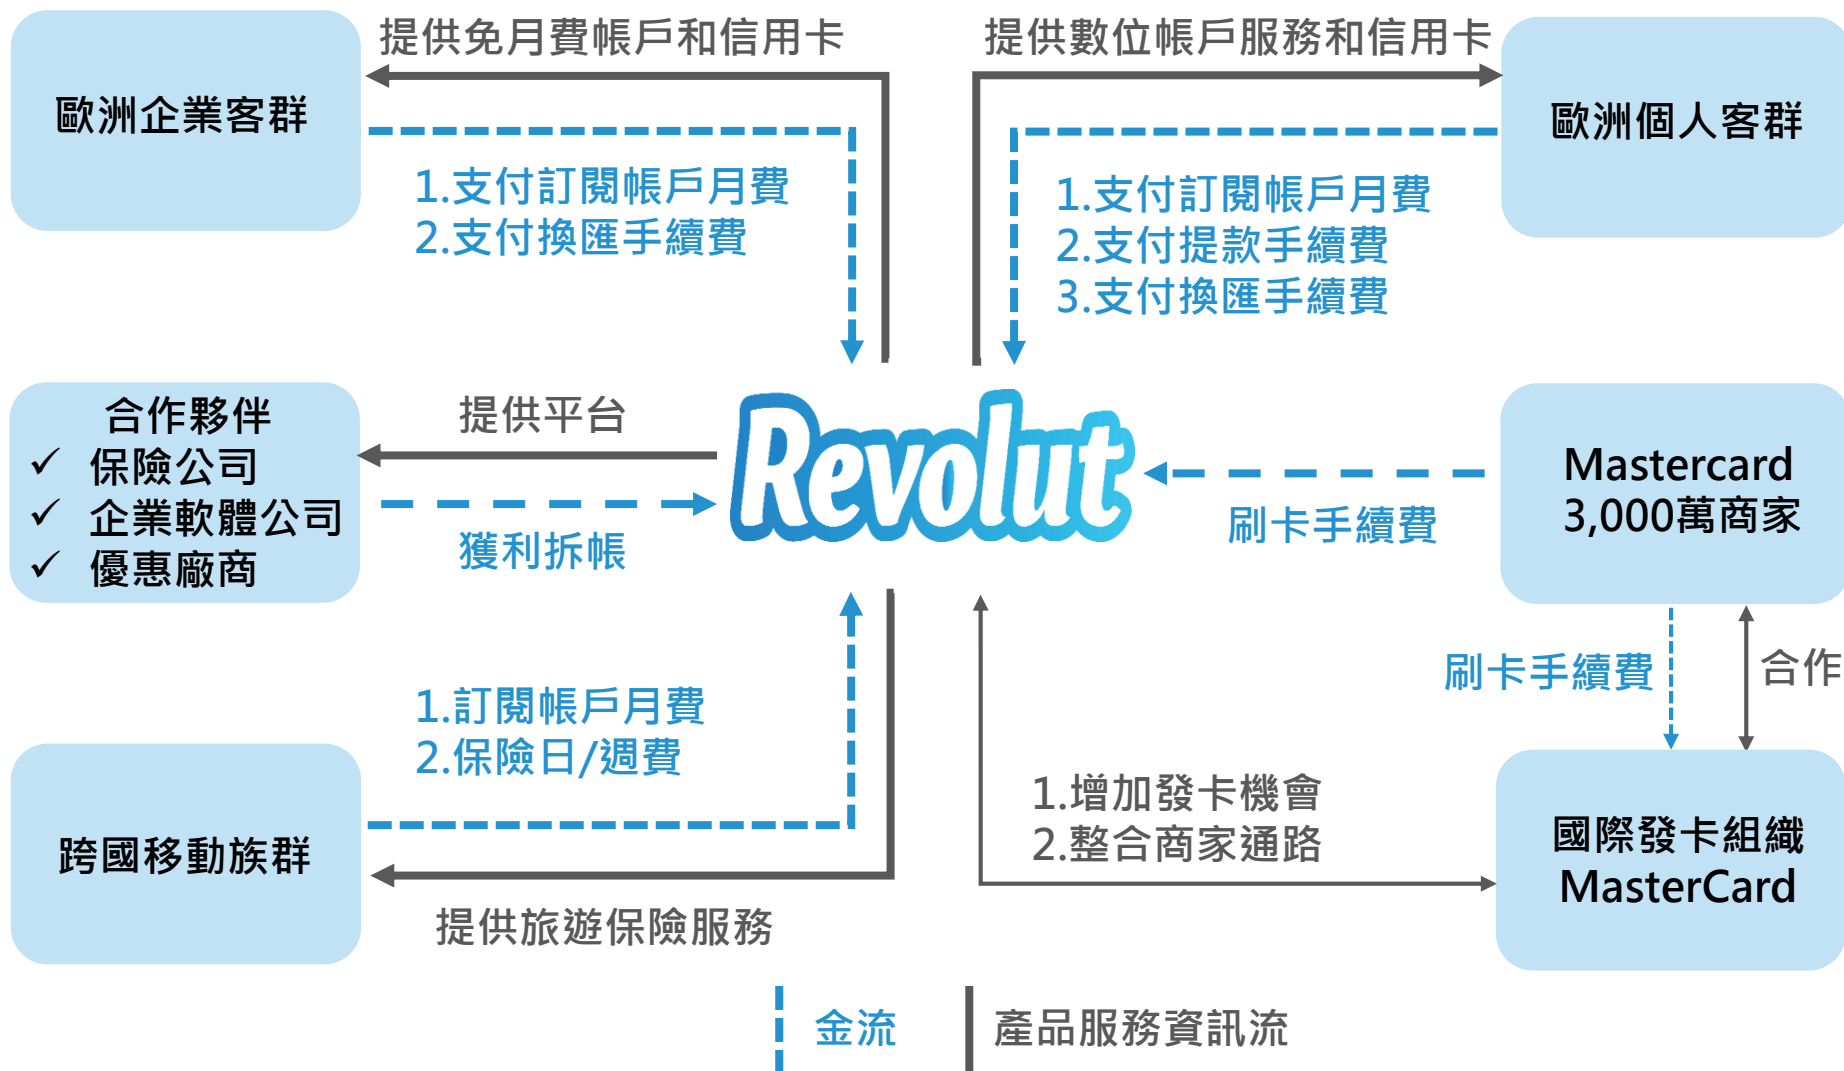 提供免月費帳戶和信用卡
提供數位帳戶服務和信用卡
歐洲企業客群
歐洲個人客群
1.支付訂閱帳戶月費
2.支付換匯手續費
1.支付訂閱帳戶月費
2.支付提款手續費
3.支付換匯手續費
合作夥伴
✓ 保險公司
✓ 企業軟體公司
✓ 優惠廠商
提供平台
獲利拆帳
Revolut
刷卡手續費
Mastercard
3,000萬商家
刷卡手續費
合作
1.訂閱帳戶月費
2.保險日/週費
跨國移動族群
提供旅遊保險服務
1.增加發卡機會
2.整合商家通路
國際發卡組織
MasterCard
金流
產品服務資訊流